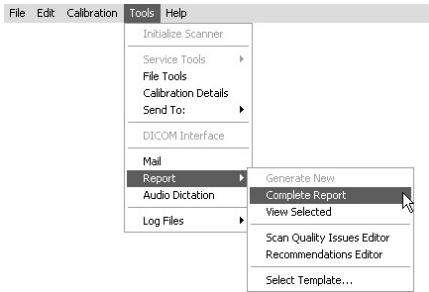 File Edit Calibration Tools Help
Initialize Scanner
Service Tools
File Tools
Calibration Details
Send To:
DICOM Interface
Mail
Report
Audio Dictation
Log Files
Generate New
Complete Report
View Selected
Scan Quality Issues Editor
Recommendations Editor
Select Template...